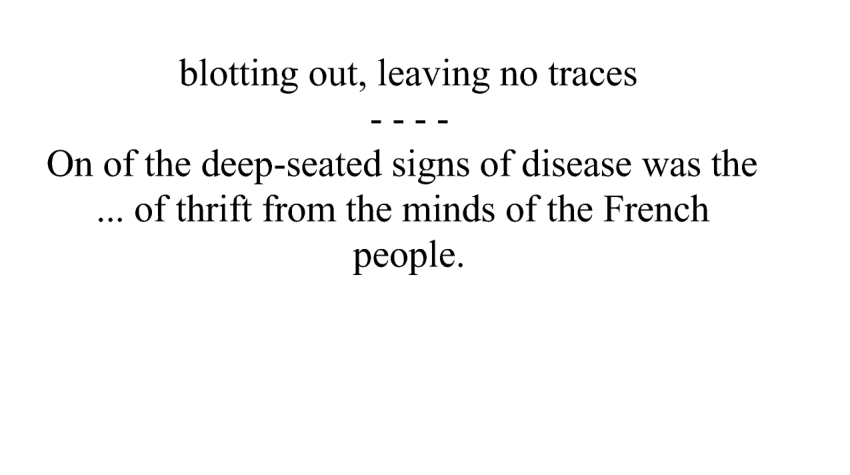 blotting out, leaving no traces
- - - -
On of the deep-seated signs of disease was the
... of thrift from the minds of the French
people.